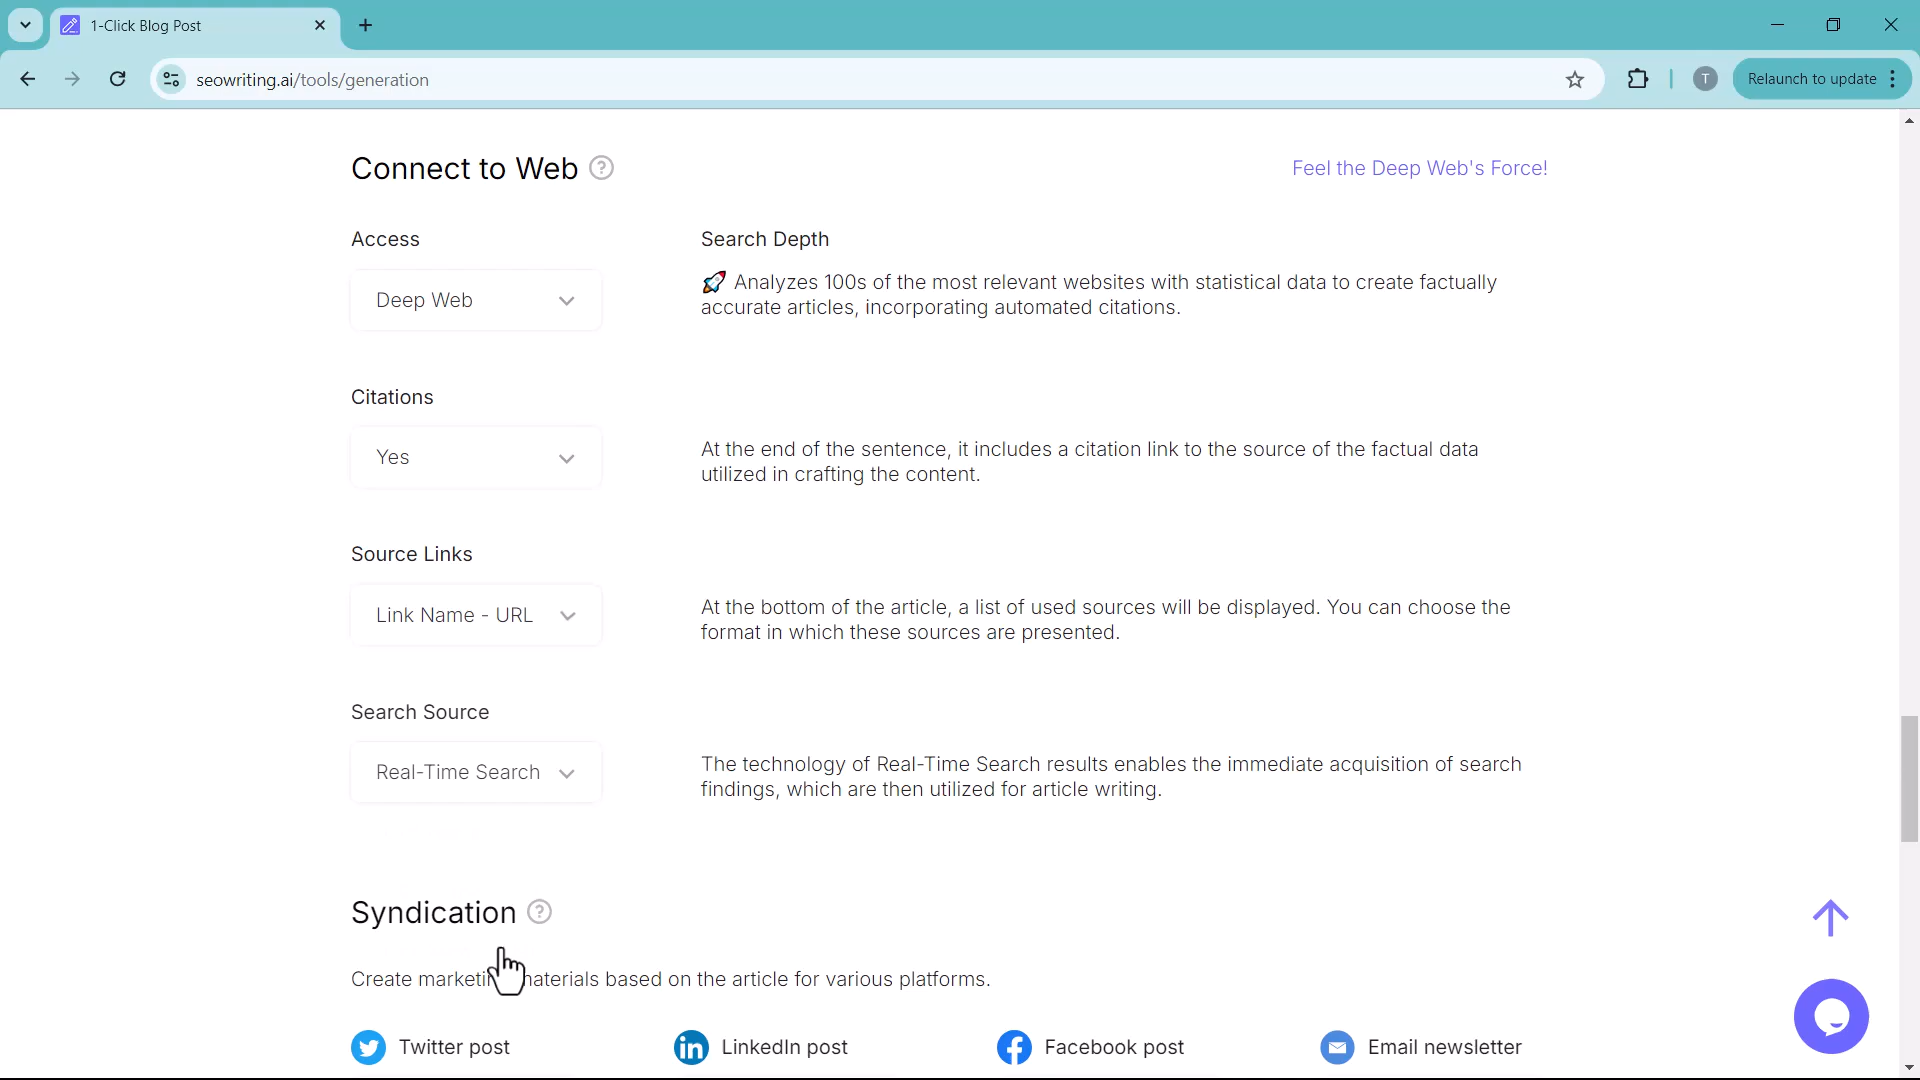 1-Click Blog Post
seowriting.ai/tools/generation
T
Relaunch to update
Connect to Web ?
Feel the Deep Web's Force!
Access
Search Depth
Deep Web
🚀 Analyzes 100s of the most relevant websites with statistical data to create factually
accurate articles, incorporating automated citations.
Citations
Yes
At the end of the sentence, it includes a citation link to the source of the factual data
utilized in crafting the content.
Source Links
Link Name - URL
At the bottom of the article, a list of used sources will be displayed. You can choose the
format in which these sources are presented.
Search Source
Real-Time Search
The technology of Real-Time Search results enables the immediate acquisition of search
findings, which are then utilized for article writing.
Syndication ?
Create marketing materials based on the article for various platforms.
Twitter post
in LinkedIn post
Facebook post
Email newsletter